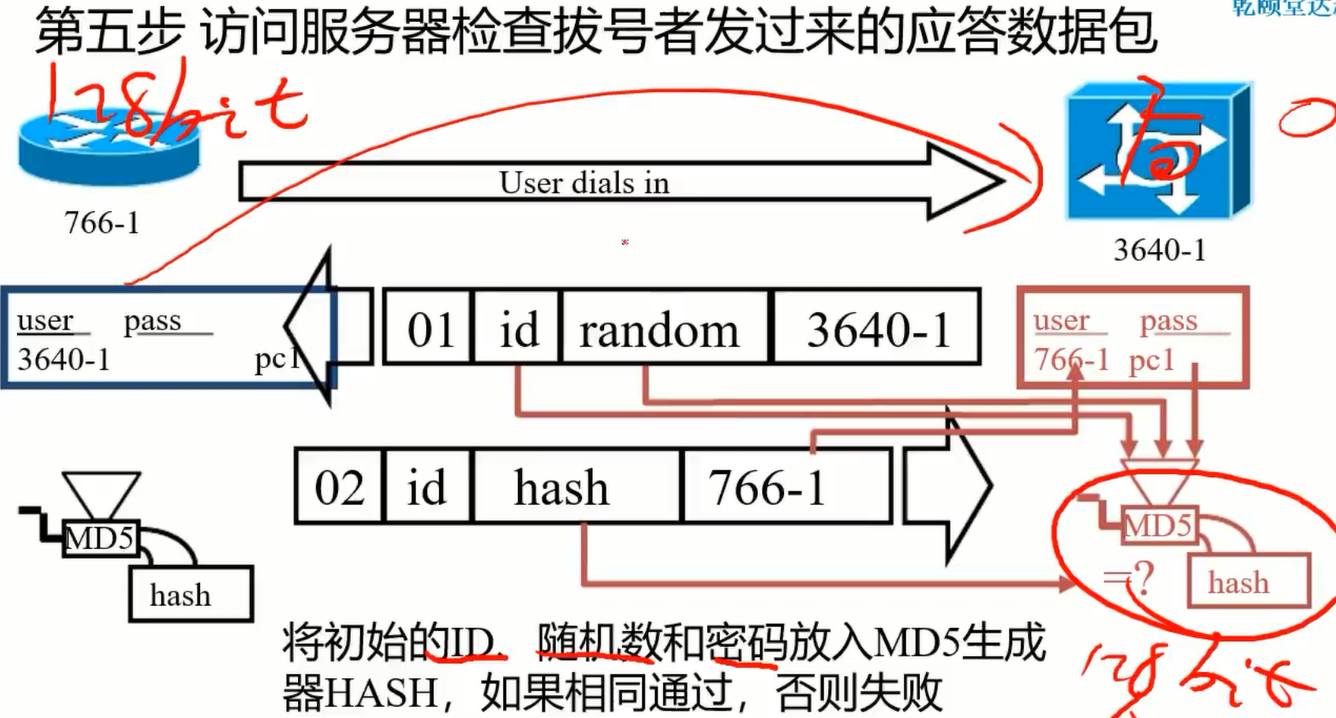 乾颐堂达
第五步 访问服务器检查拔号者发过来的应答数据包
128bit
User dials in
766-1
3640-1
user pass
3640-1 pc1
01 id random 3640-1
user pass
766-1 pc1
02 id hash 766-1
MD5
hash
MD5
=?
hash
将初始的ID、随机数和密码放入MD5生成
器HASH，如果相同通过，否则失败
128bit